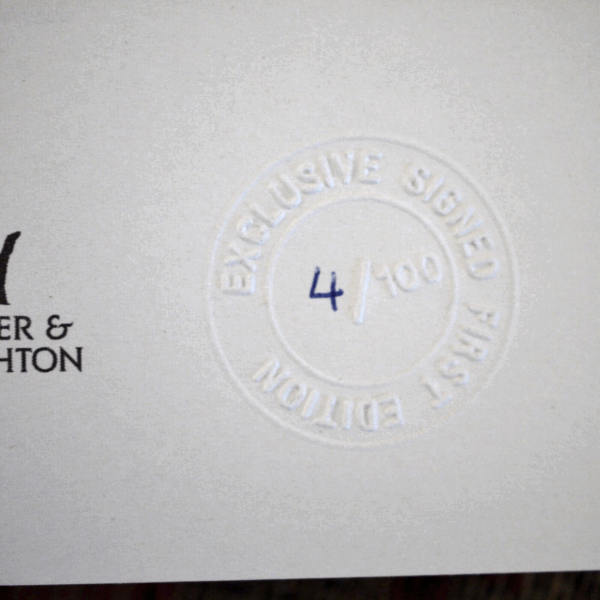 ER &
HTON
EXCLUSIVE SIGNED FIRST EDITION
4/100